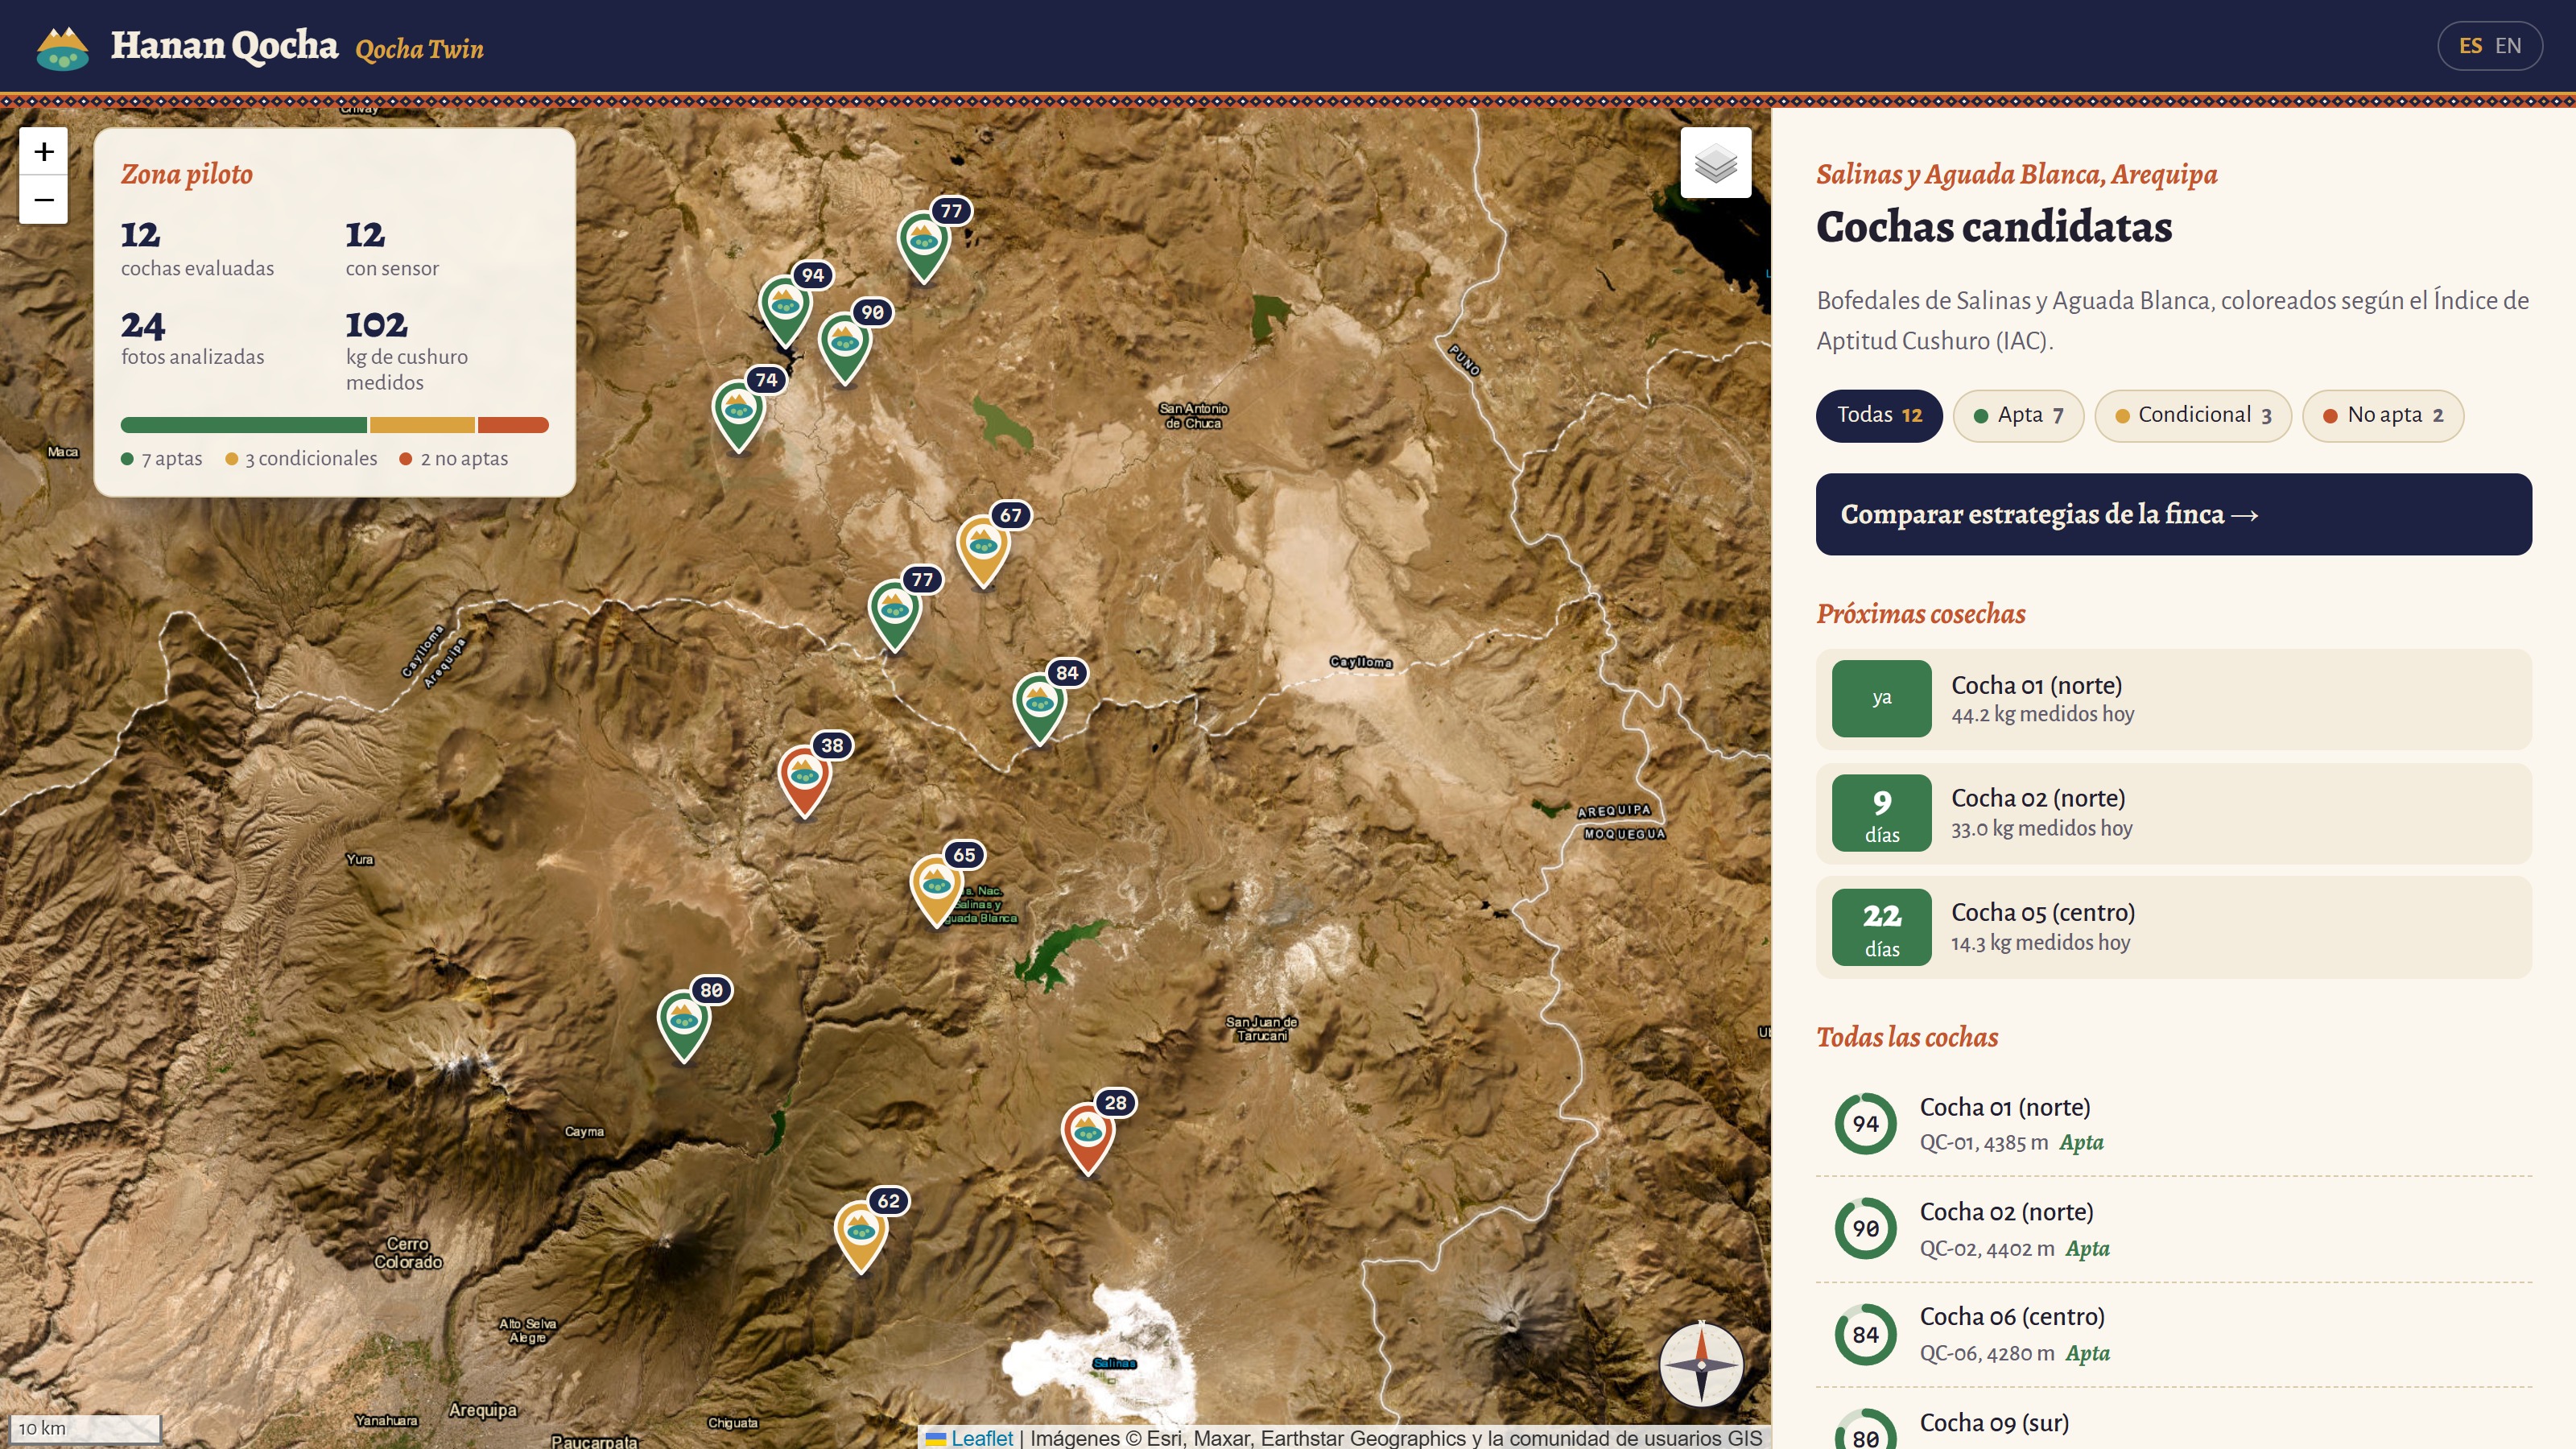 Hanan Qocha Qocha Twin
ES EN
+
−
Zona piloto
12
cochas evaluadas
12
con sensor
24
fotos analizadas
102
kg de cushuro
medidos
7 aptas 3 condicionales 2 no aptas
Chivay
77
94
90
74
San Antonio
de Chuca
PUNO
Maca
67
77
Caylloma
Arequipa
84
Caylloma
38
AREQUIPA
MOQUEGUA
Yura
65
s. Nac.
Salinas y
guada Blanca
80
San Juan de
Tarucani
28
Cayma
62
Cerro
Colorado
Alto Selva
Alegre
Salinas
N
Arequipa
Yanahuara
Chiguata
Paucarpata
10 km
Leaflet | Imágenes © Esri, Maxar, Earthstar Geographics y la comunidad de usuarios GIS
Salinas y Aguada Blanca, Arequipa
Cochas candidatas
Bofedales de Salinas y Aguada Blanca, coloreados según el Índice de
Aptitud Cushuro (IAC).
Todas 12 Apta 7 Condicional 3 No apta 2
Comparar estrategias de la finca →
Próximas cosechas
ya
Cocha 01 (norte)
44.2 kg medidos hoy
9
días
Cocha 02 (norte)
33.0 kg medidos hoy
22
días
Cocha 05 (centro)
14.3 kg medidos hoy
Todas las cochas
94
Cocha 01 (norte)
QC-01, 4385 m Apta
90
Cocha 02 (norte)
QC-02, 4402 m Apta
84
Cocha 06 (centro)
QC-06, 4280 m Apta
80
Cocha 09 (sur)